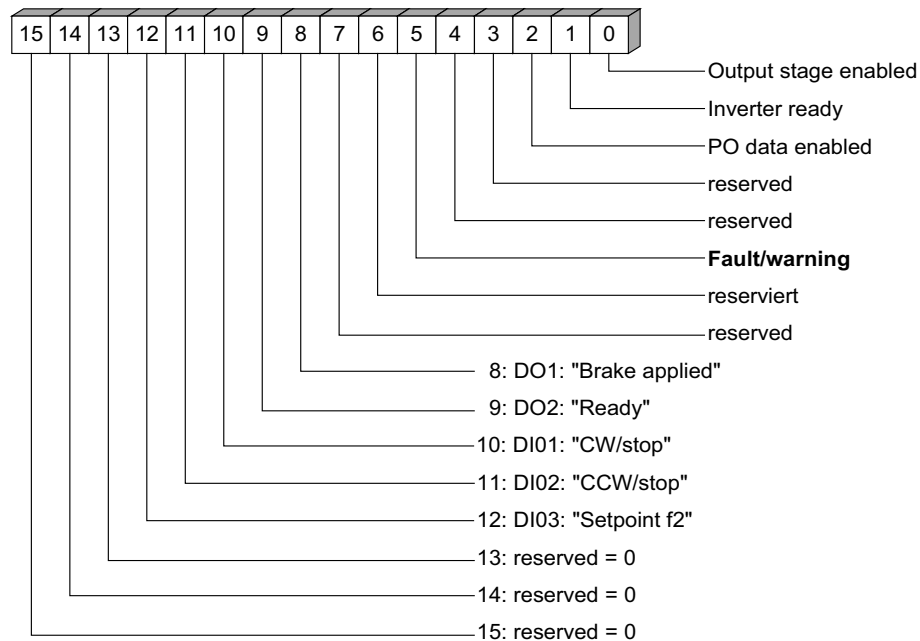 15 14 13 12 11 10 9 8 7 6 5 4 3 2 1 0
Output stage enabled
Inverter ready
PO data enabled
reserved
reserved
Fault/warning
reserviert
reserved
8: DO1: "Brake applied"
9: DO2: "Ready"
10: DI01: "CW/stop"
11: DI02: "CCW/stop"
12: DI03: "Setpoint f2"
13: reserved = 0
14: reserved = 0
15: reserved = 0